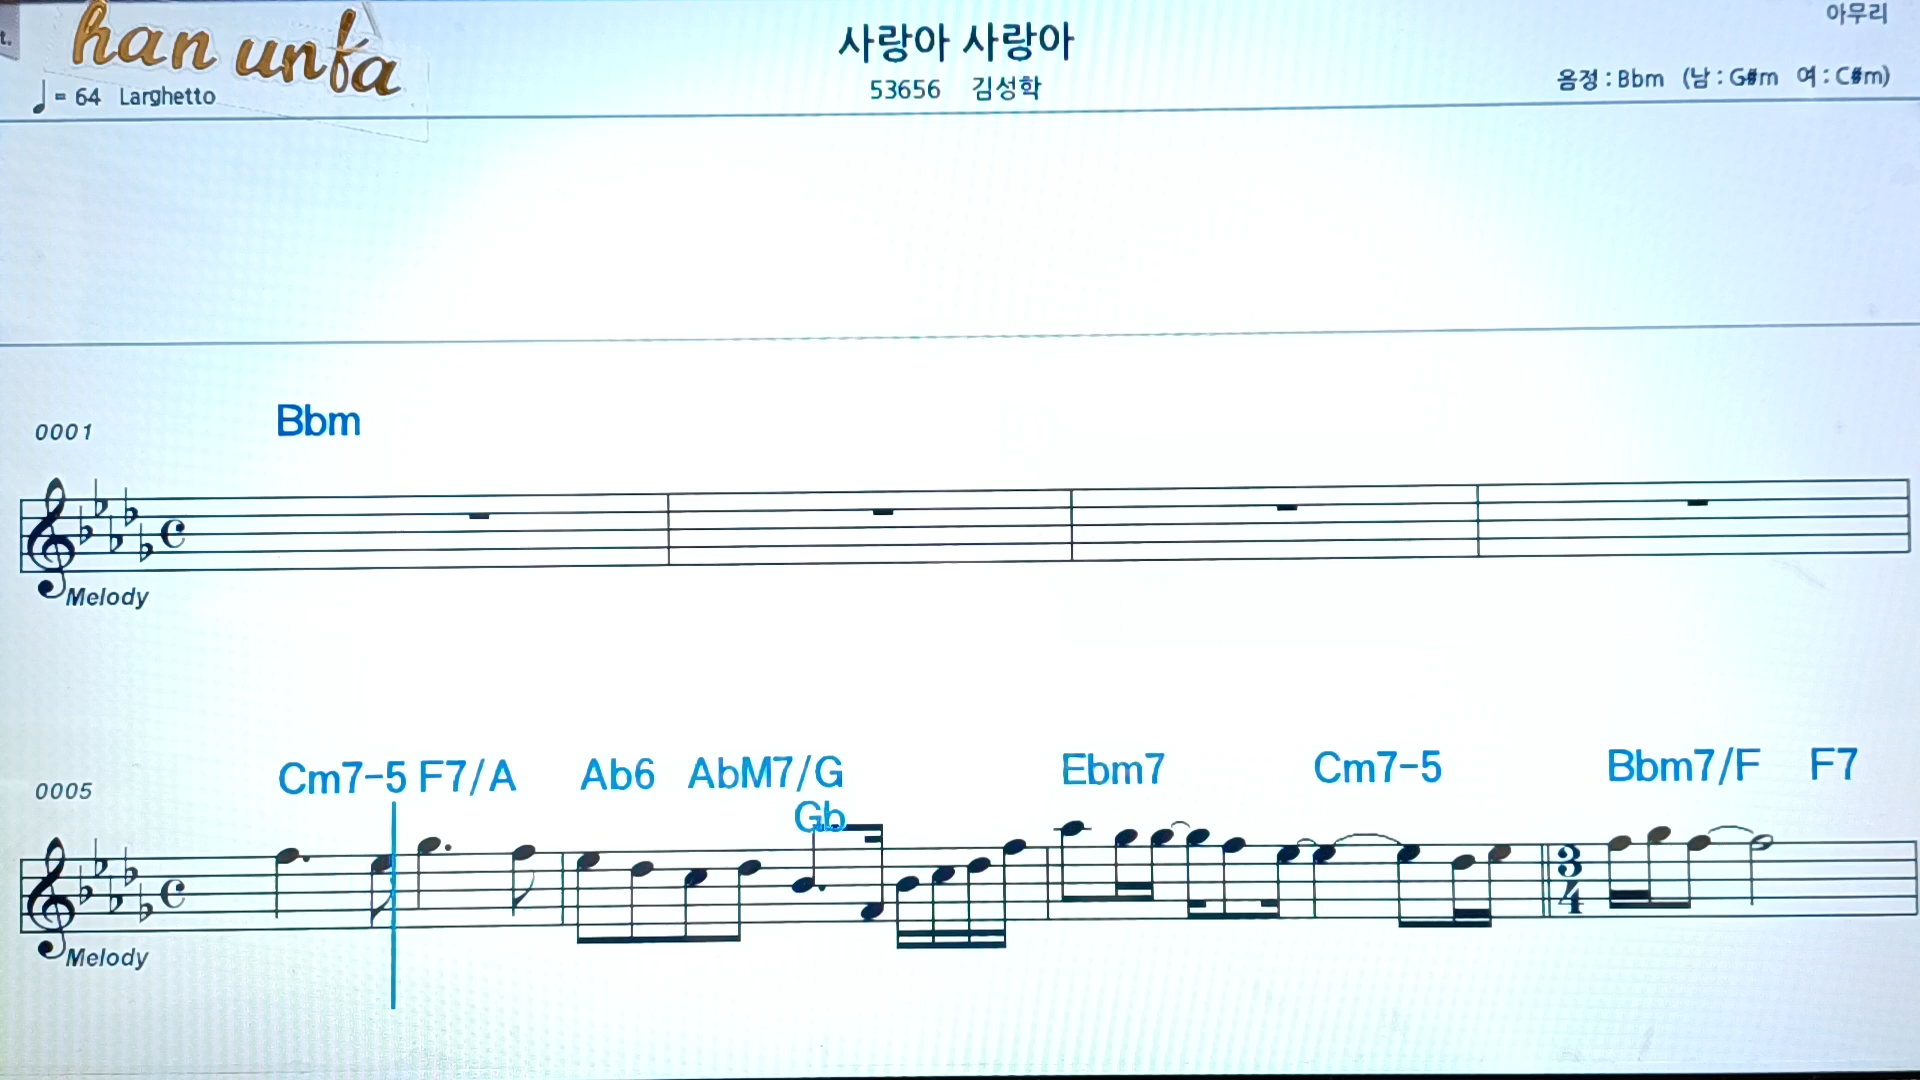 t.
han unfa
사랑아 사랑아
아무리
♩= 64 Larghetto
53656 김성학
음정 : Bbm (남 : G#m 여 : C#m)
0001
Bbm
Melody
0005
Cm7-5 F7/A Ab6 AbM7/G Ebm7 Cm7-5 Bbm7/F F7
Gb
3
4
Melody